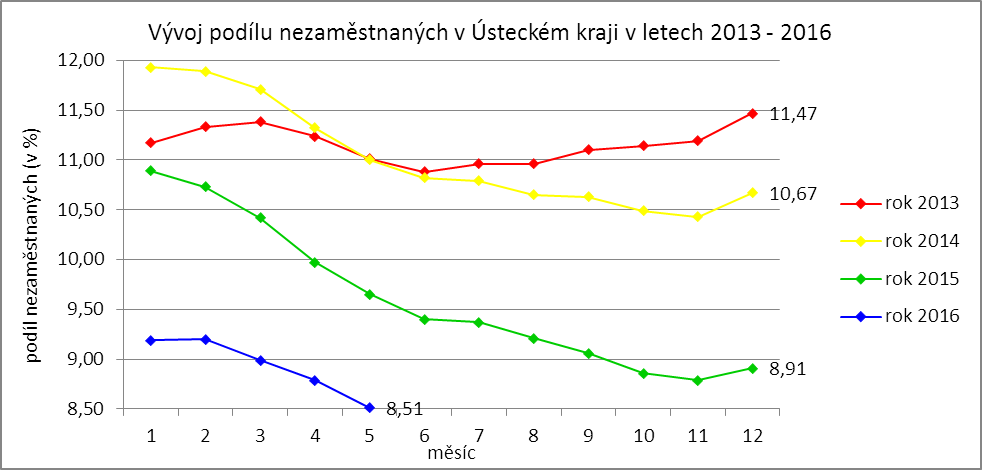 Vývoj podílu nezaměstnaných v Ústeckém kraji v letech 2013 - 2016
podíl nezaměstnaných (v %)
12,00
11,50
11,00
10,50
10,00
9,50
9,00
8,50
11,47
10,67
8,91
8,51
1 2 3 4 5 6 7 8 9 10 11 12
měsíc
rok 2013
rok 2014
rok 2015
rok 2016